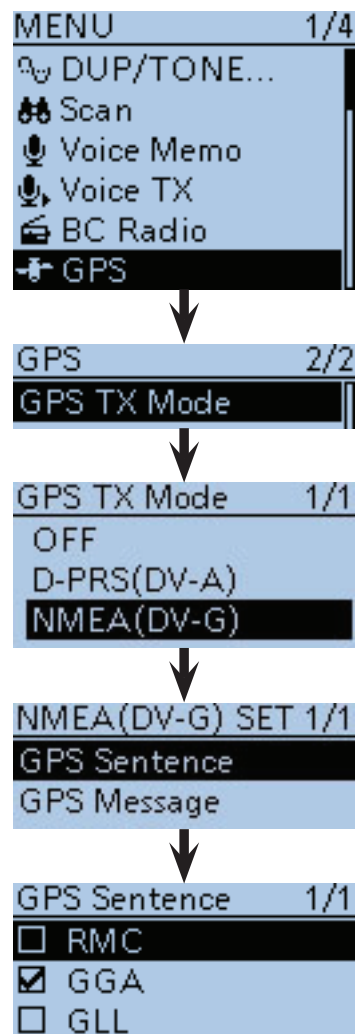 MENU 1/4
DUP/TONE...
Scan
Voice Memo
Voice TX
BC Radio
GPS
GPS 2/2
GPS TX Mode
GPS TX Mode 1/1
OFF
D-PRS(DV-A)
NMEA(DV-G)
NMEA(DV-G) SET 1/1
GPS Sentence
GPS Message
GPS Sentence 1/1
RMC
GGA
GLL